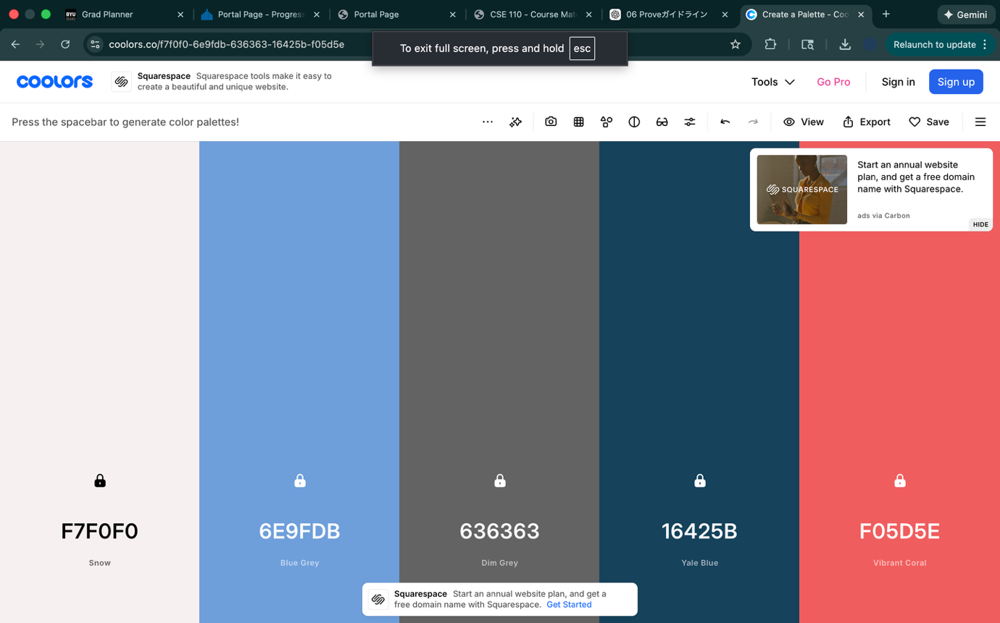 BYU
IDAHO
Grad Planner
Portal Page - Progres
Portal Page
CSE 110 - Course Mat
06 Proveガイドライン
Create a Palette - Coo
Gemini
coolors.co/f7f0f0-6e9fdb-636363-16425b-f05d5e
To exit full screen, press and hold esc
Relaunch to update
coolors
Squarespace Squarespace tools make it easy to
create a beautiful and unique website.
Tools
Go Pro
Sign in
Sign up
Press the spacebar to generate color palettes!
View
Export
Save
SQUARESPACE
Start an annual website
plan, and get a free domain
name with Squarespace.
ads via Carbon
HIDE
F7F0F0
Snow
6E9FDB
Blue Grey
636363
Dim Grey
16425B
Yale Blue
F05D5E
Vibrant Coral
Squarespace Start an annual website plan, and get a
free domain name with Squarespace. Get Started